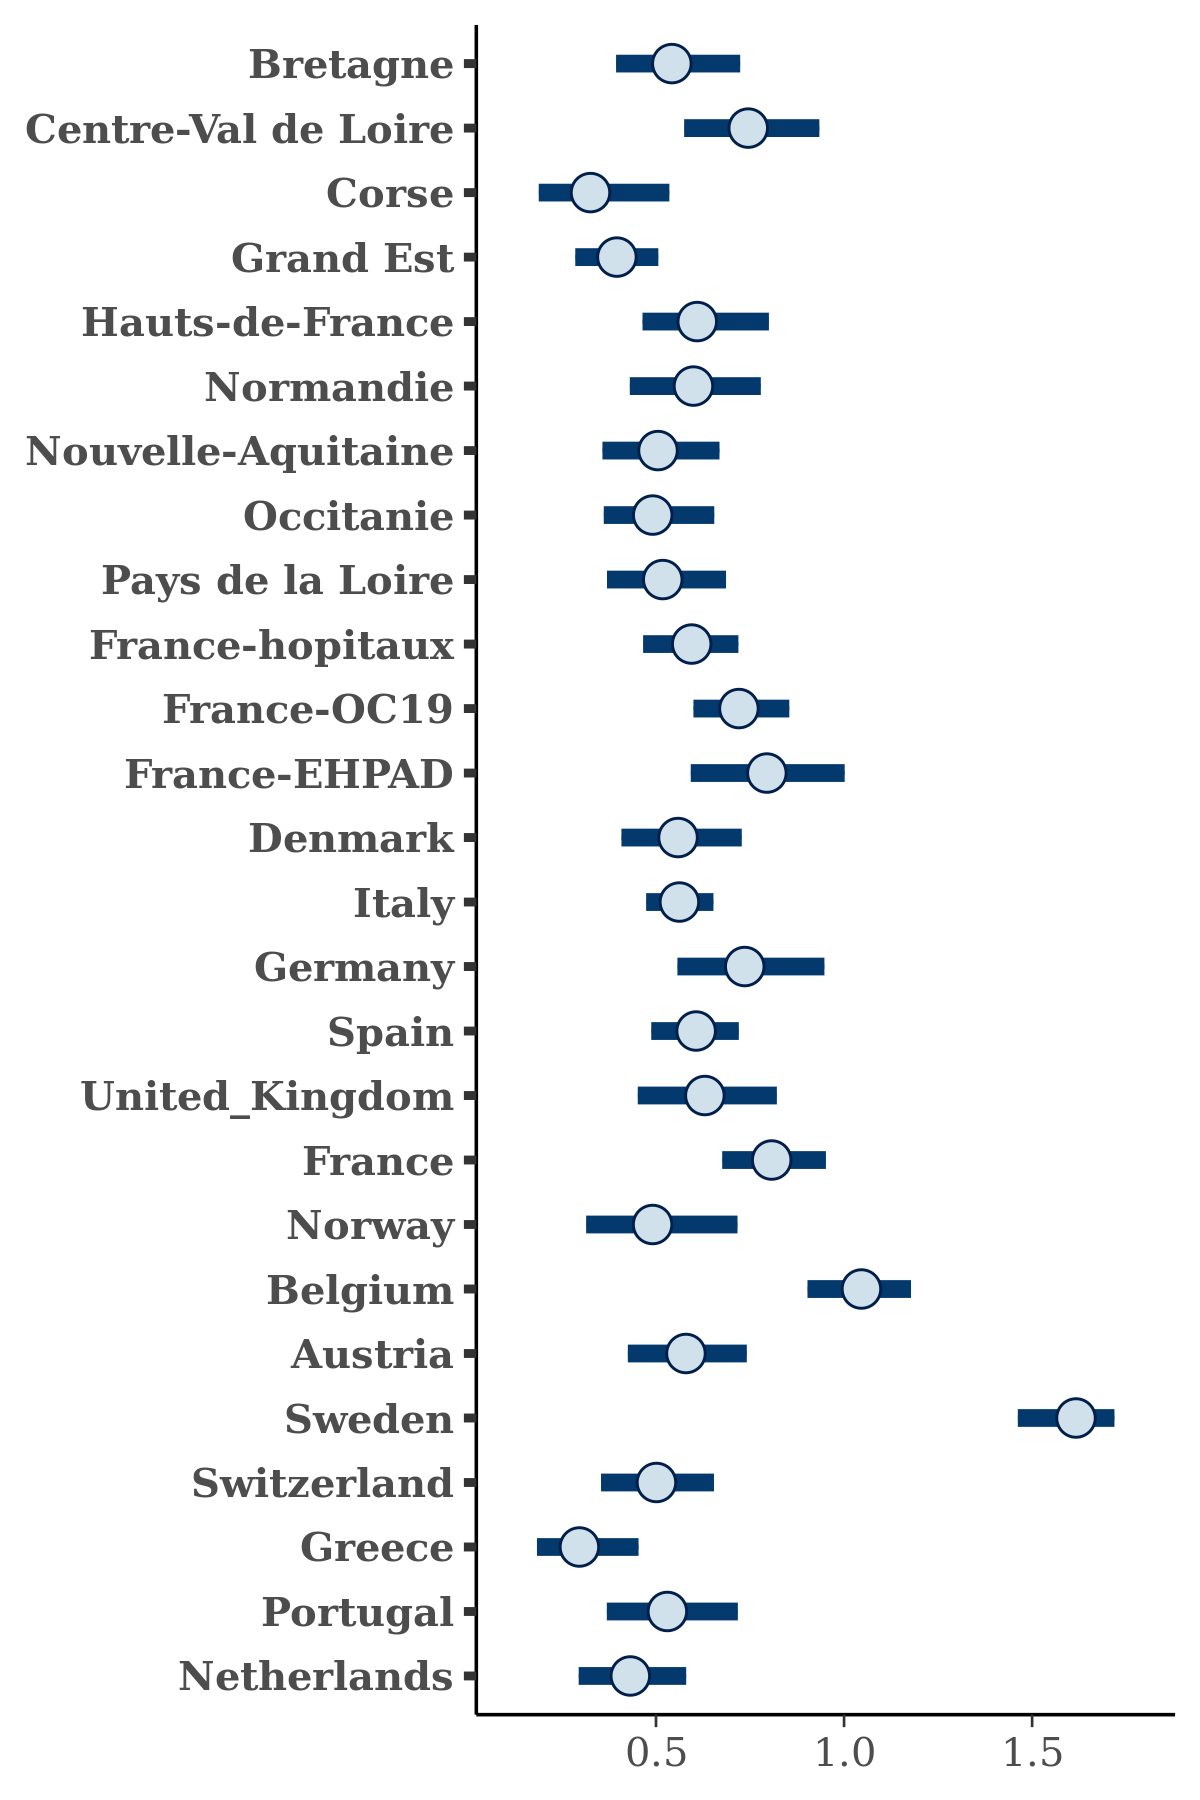 Bretagne
Centre-Val de Loire
Corse
Grand Est
Hauts-de-France
Normandie
Nouvelle-Aquitaine
Occitanie
Pays de la Loire
France-hopitaux
France-OC19
France-EHPAD
Denmark
Italy
Germany
Spain
United_Kingdom
France
Norway
Belgium
Austria
Sweden
Switzerland
Greece
Portugal
Netherlands
0.5 1.0 1.5